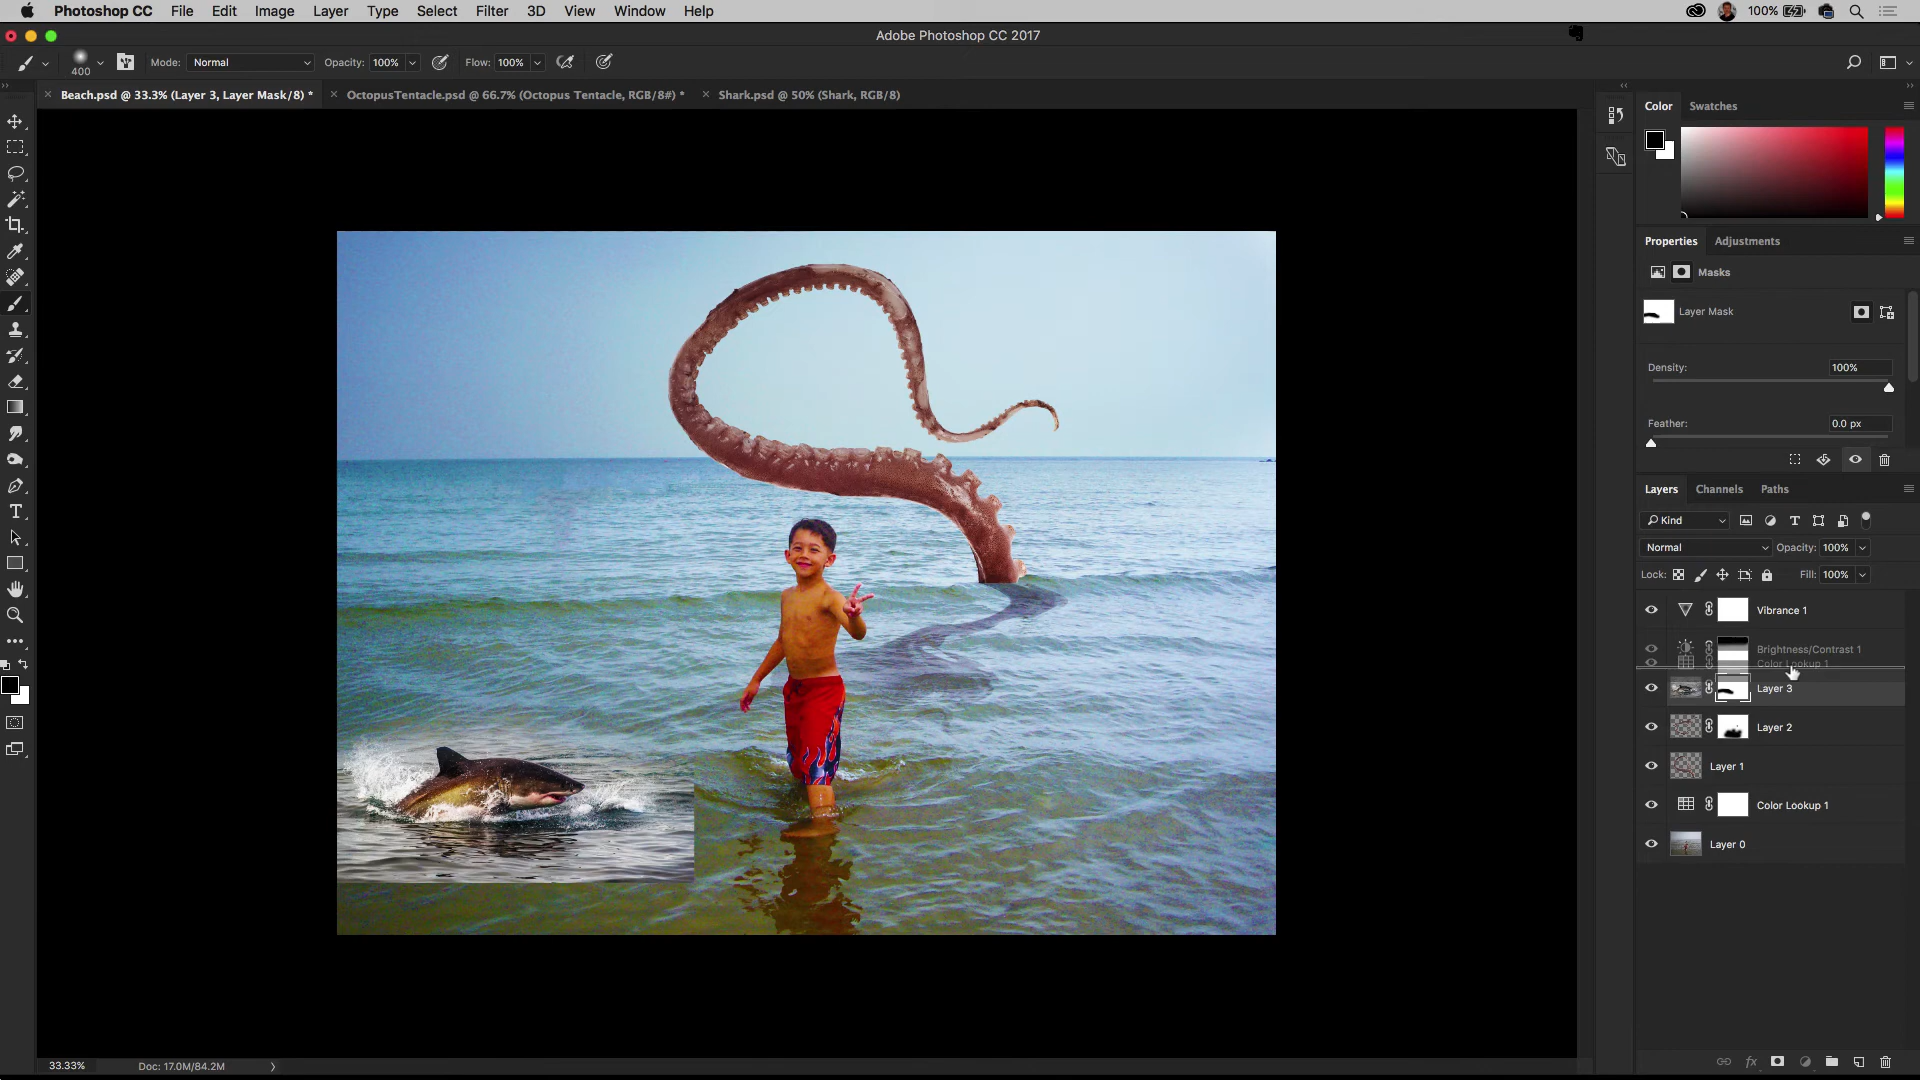 Photoshop CC File Edit Image Layer Type Select Filter 3D View Window Help 100%
Adobe Photoshop CC 2017
400 Mode: Normal Opacity: 100% Flow: 100%
Beach.psd @ 33.3% (Layer 3, Layer Mask/8) * OctopusTentacle.psd @ 66.7% (Octopus Tentacle, RGB/8#) * Shark.psd @ 50% (Shark, RGB/8)
Color Swatches
Properties Adjustments
Masks
Layer Mask
Density: 100%
Feather: 0.0 px
Layers Channels Paths
Kind
Normal Opacity: 100%
Lock: Fill: 100%
Vibrance 1
Brightness/Contrast 1
Color Lookup 1
Layer 3
Layer 2
Layer 1
Color Lookup 1
Layer 0
fx
33.33% Doc: 17.0M/84.2M